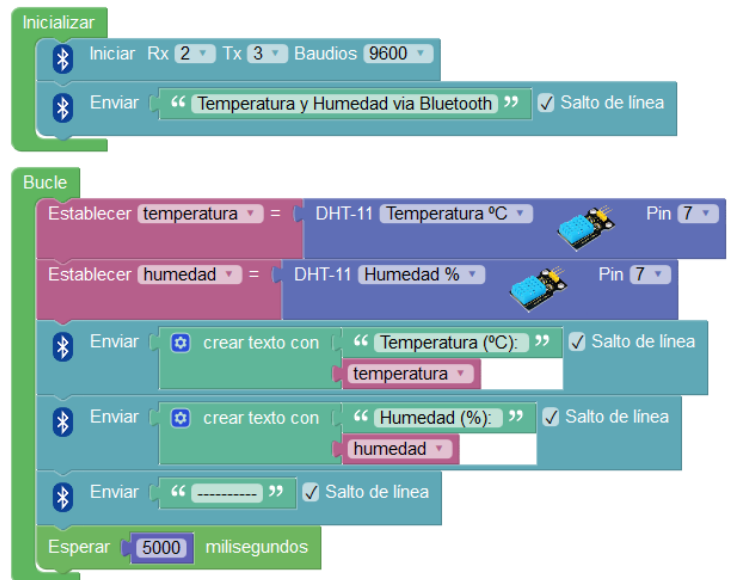 Inicializar
Iniciar Rx 2 Tx 3 Baudios 9600
Enviar “ Temperatura y Humedad via Bluetooth ” Salto de línea
Bucle
Establecer temperatura = DHT-11 Temperatura ºC Pin 7
Establecer humedad = DHT-11 Humedad % Pin 7
Enviar crear texto con “ Temperatura (ºC): ” Salto de línea
temperatura
Enviar crear texto con “ Humedad (%): ” Salto de línea
humedad
Enviar “ ---------- ” Salto de línea
Esperar 5000 milisegundos